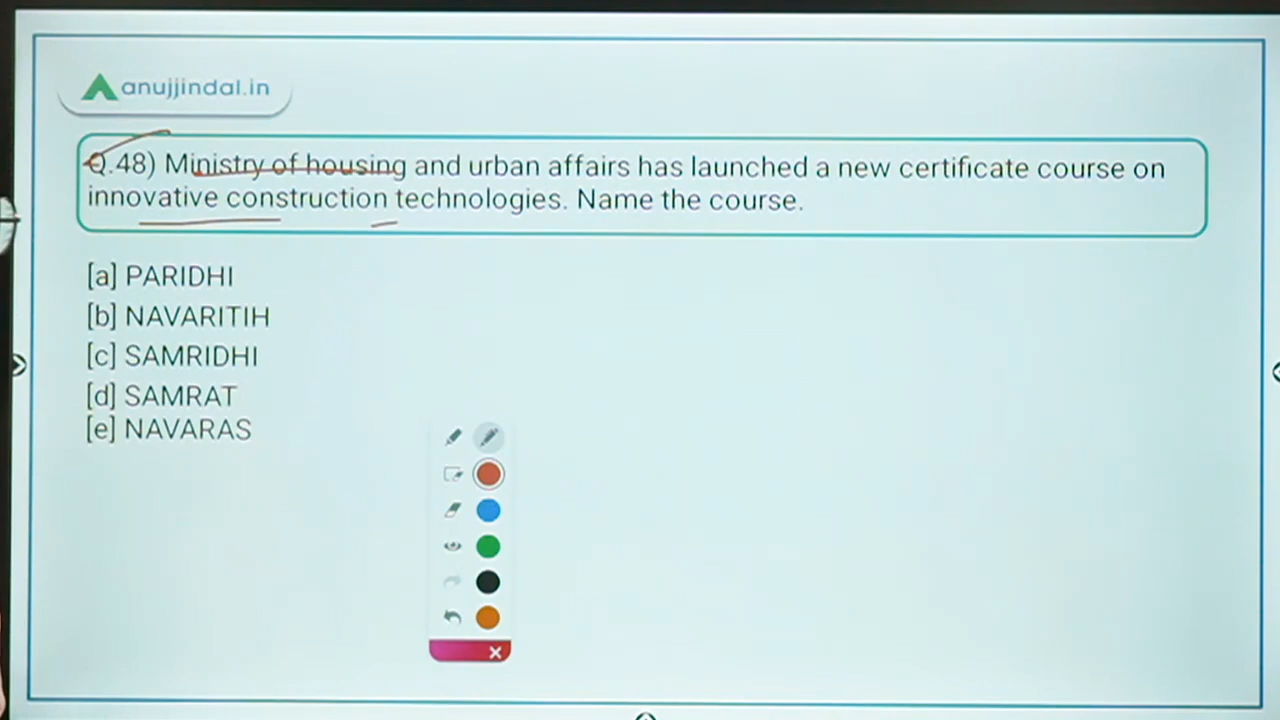 anujjindal.in
Q.48) Ministry of housing and urban affairs has launched a new certificate course on
innovative construction technologies. Name the course.
[a] PARIDHI
[b] NAVARITIH
[c] SAMRIDHI
[d] SAMRAT
[e] NAVARAS